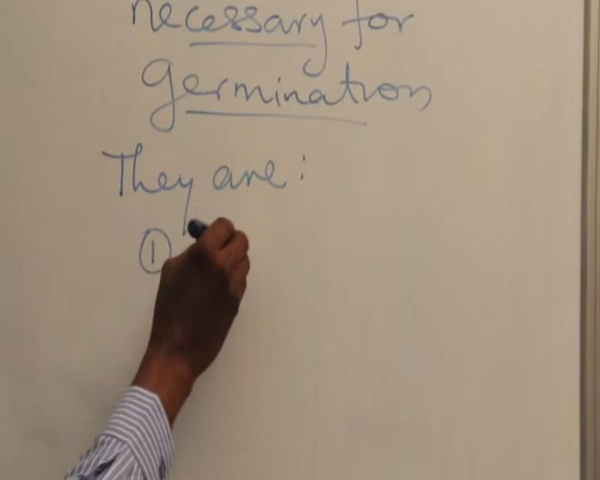 necessary for
Germination
They are:
①